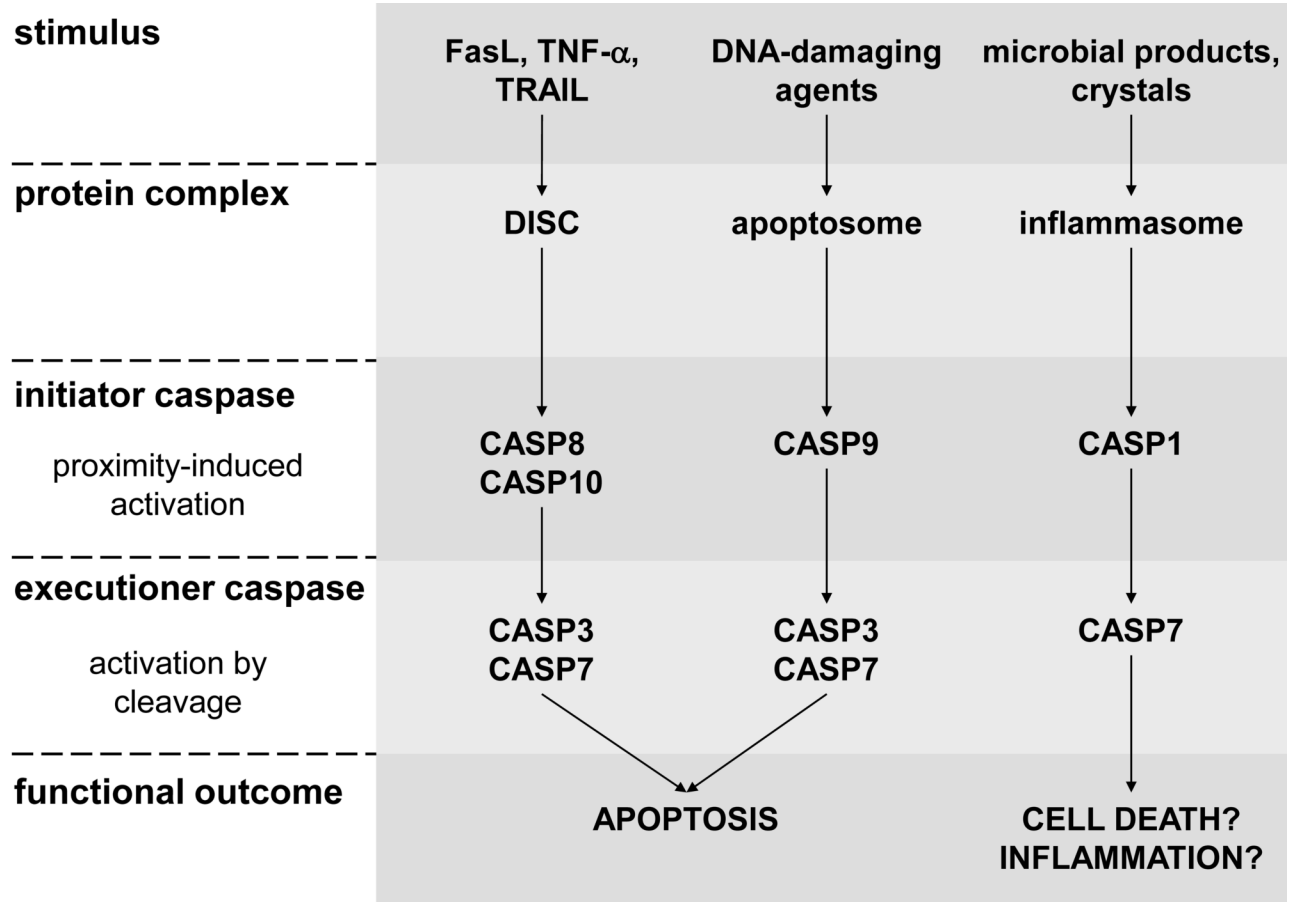 stimulus
FasL, TNF-α,
TRAIL
DNA-damaging
agents
microbial products,
crystals
protein complex
DISC
apoptosome
inflammasome
initiator caspase
proximity-induced
activation
CASP8
CASP10
CASP9
CASP1
executioner caspase
activation by
cleavage
CASP3
CASP7
CASP3
CASP7
CASP7
functional outcome
APOPTOSIS
CELL DEATH?
INFLAMMATION?